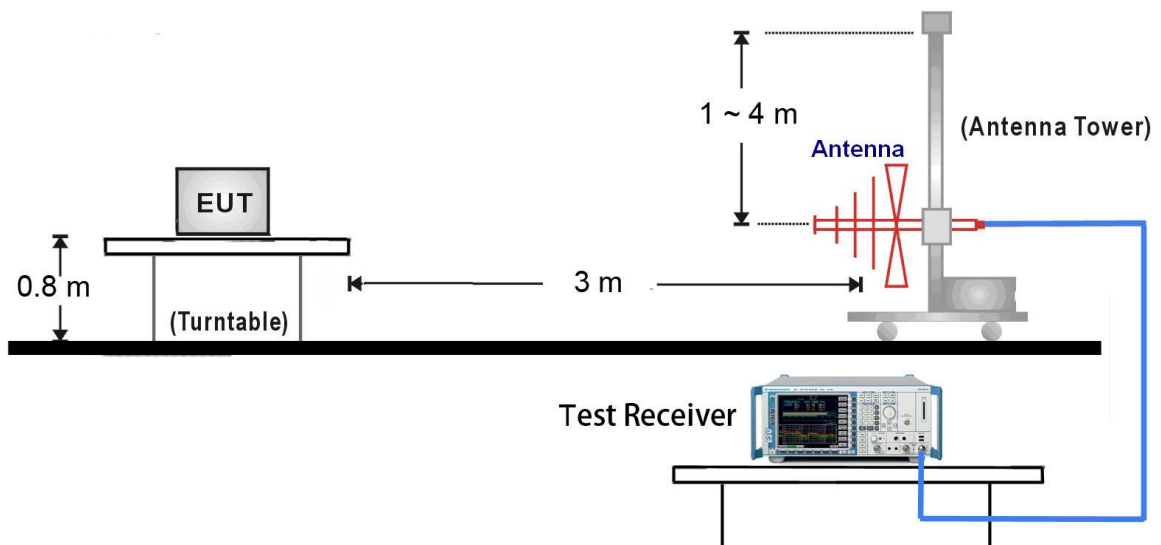 1 ~ 4 m
(Antenna Tower)
Antenna
EUT
0.8 m
3 m
(Turntable)
Test Receiver